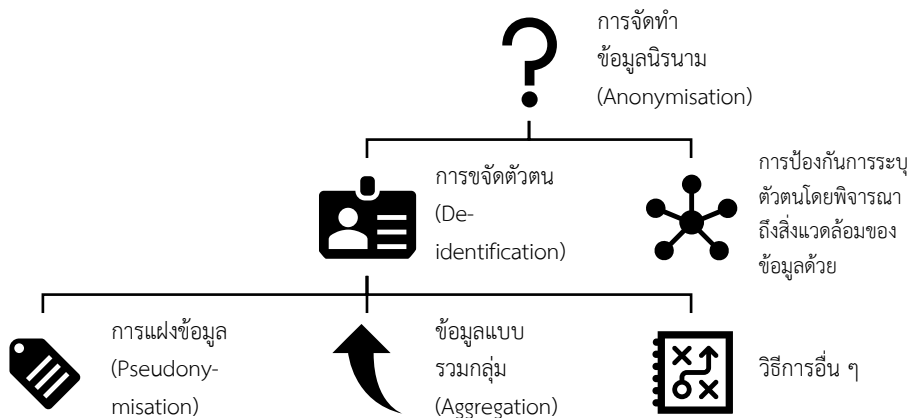 การจัดทำ
ข้อมูลนิรนาม
(Anonymisation)
การขจัดตัวตน
(De-
identification)
การป้องกันการระบุ
ตัวตนโดยพิจารณา
ถึงสิ่งแวดล้อมของ
ข้อมูลด้วย
การแฝงข้อมูล
(Pseudony-
misation)
ข้อมูลแบบ
รวมกลุ่ม
(Aggregation)
วิธีการอื่น ๆ